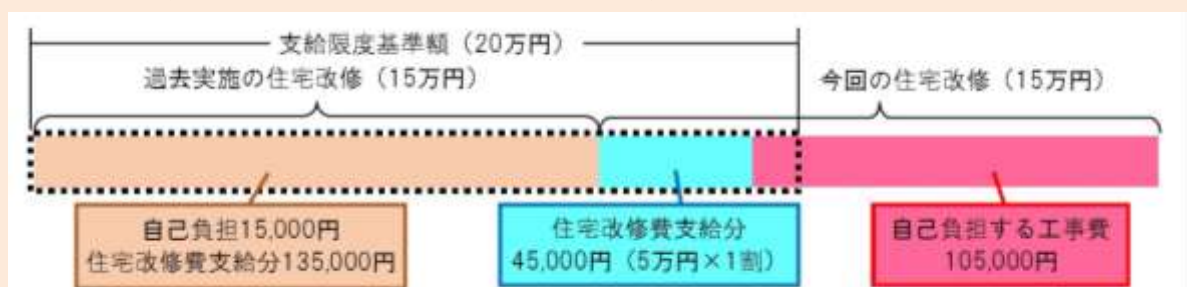 支給限度基準額（20万円）
過去実施の住宅改修（15万円）
今回の住宅改修（15万円）
自己負担15,000円
住宅改修費支給分135,000円
住宅改修費支給分
45,000円（5万円×1割）
自己負担する工事費
105,000円